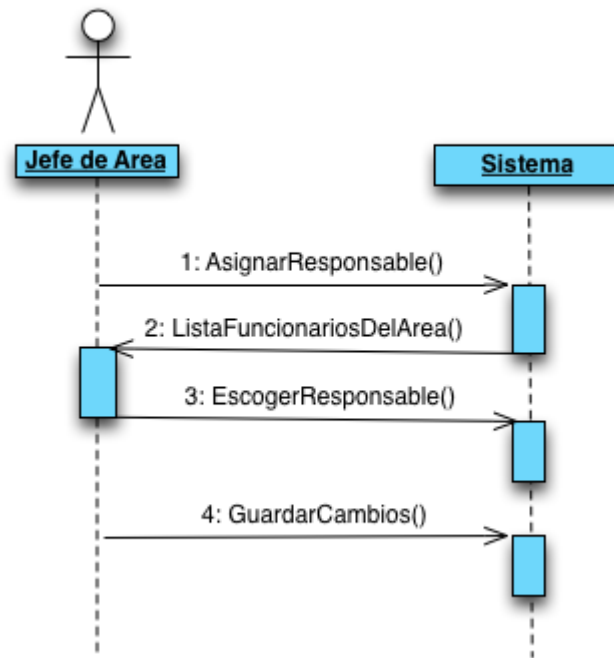 Jefe de Area
Sistema
1: AsignarResponsable()
2: ListaFuncionariosDelArea()
3: EscogerResponsable()
4: GuardarCambios()